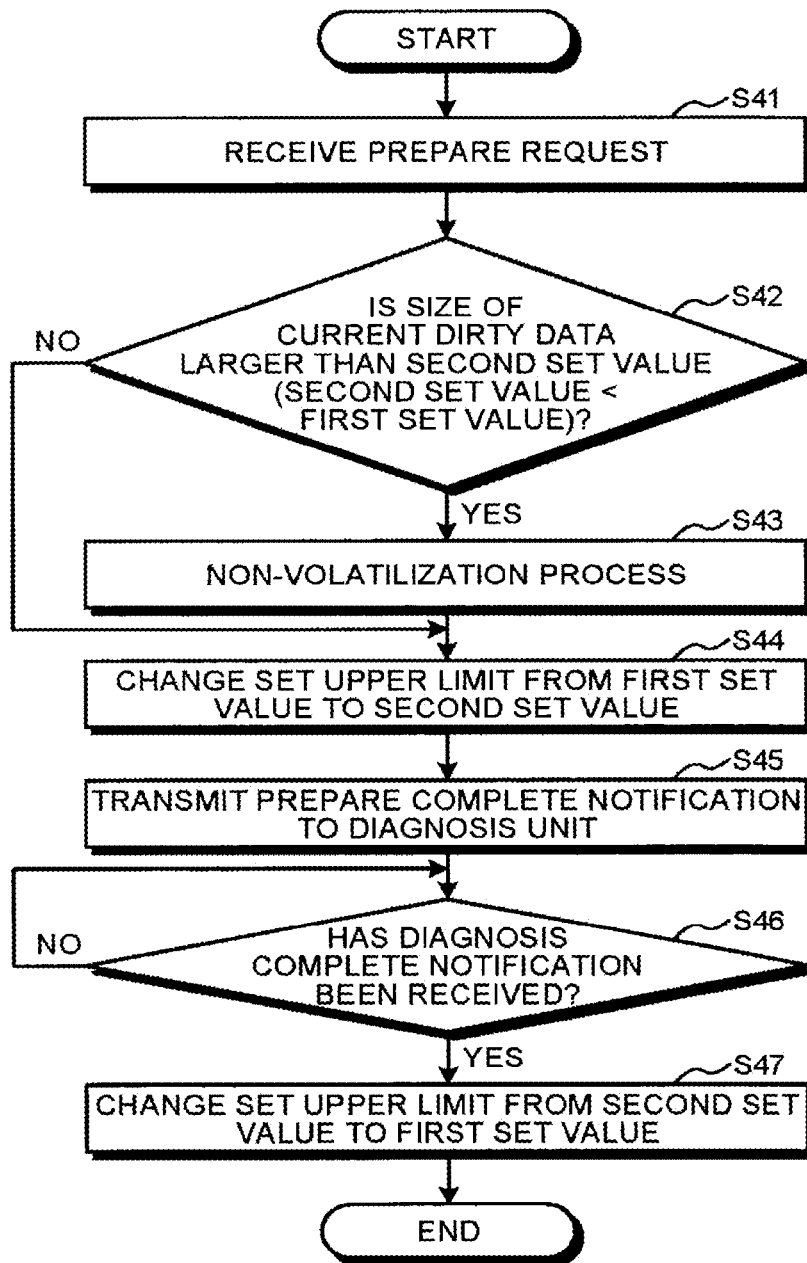 START
S41
RECEIVE PREPARE REQUEST
S42
IS SIZE OF
CURRENT DIRTY DATA
LARGER THAN SECOND SET VALUE
(SECOND SET VALUE <
FIRST SET VALUE)?
NO
YES
S43
NON-VOLATILIZATION PROCESS
S44
CHANGE SET UPPER LIMIT FROM FIRST SET
VALUE TO SECOND SET VALUE
S45
TRANSMIT PREPARE COMPLETE NOTIFICATION
TO DIAGNOSIS UNIT
S46
HAS DIAGNOSIS
COMPLETE NOTIFICATION
BEEN RECEIVED?
NO
YES
S47
CHANGE SET UPPER LIMIT FROM SECOND SET
VALUE TO FIRST SET VALUE
END